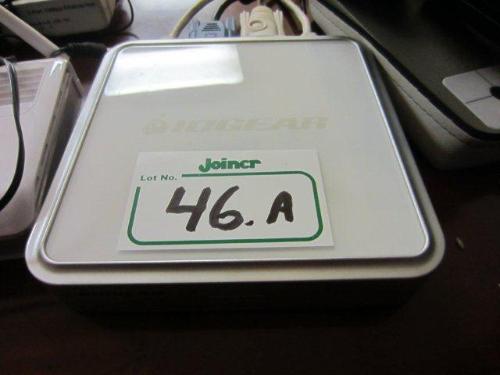 IOGEAR
Joiner
Lot No.
46. A